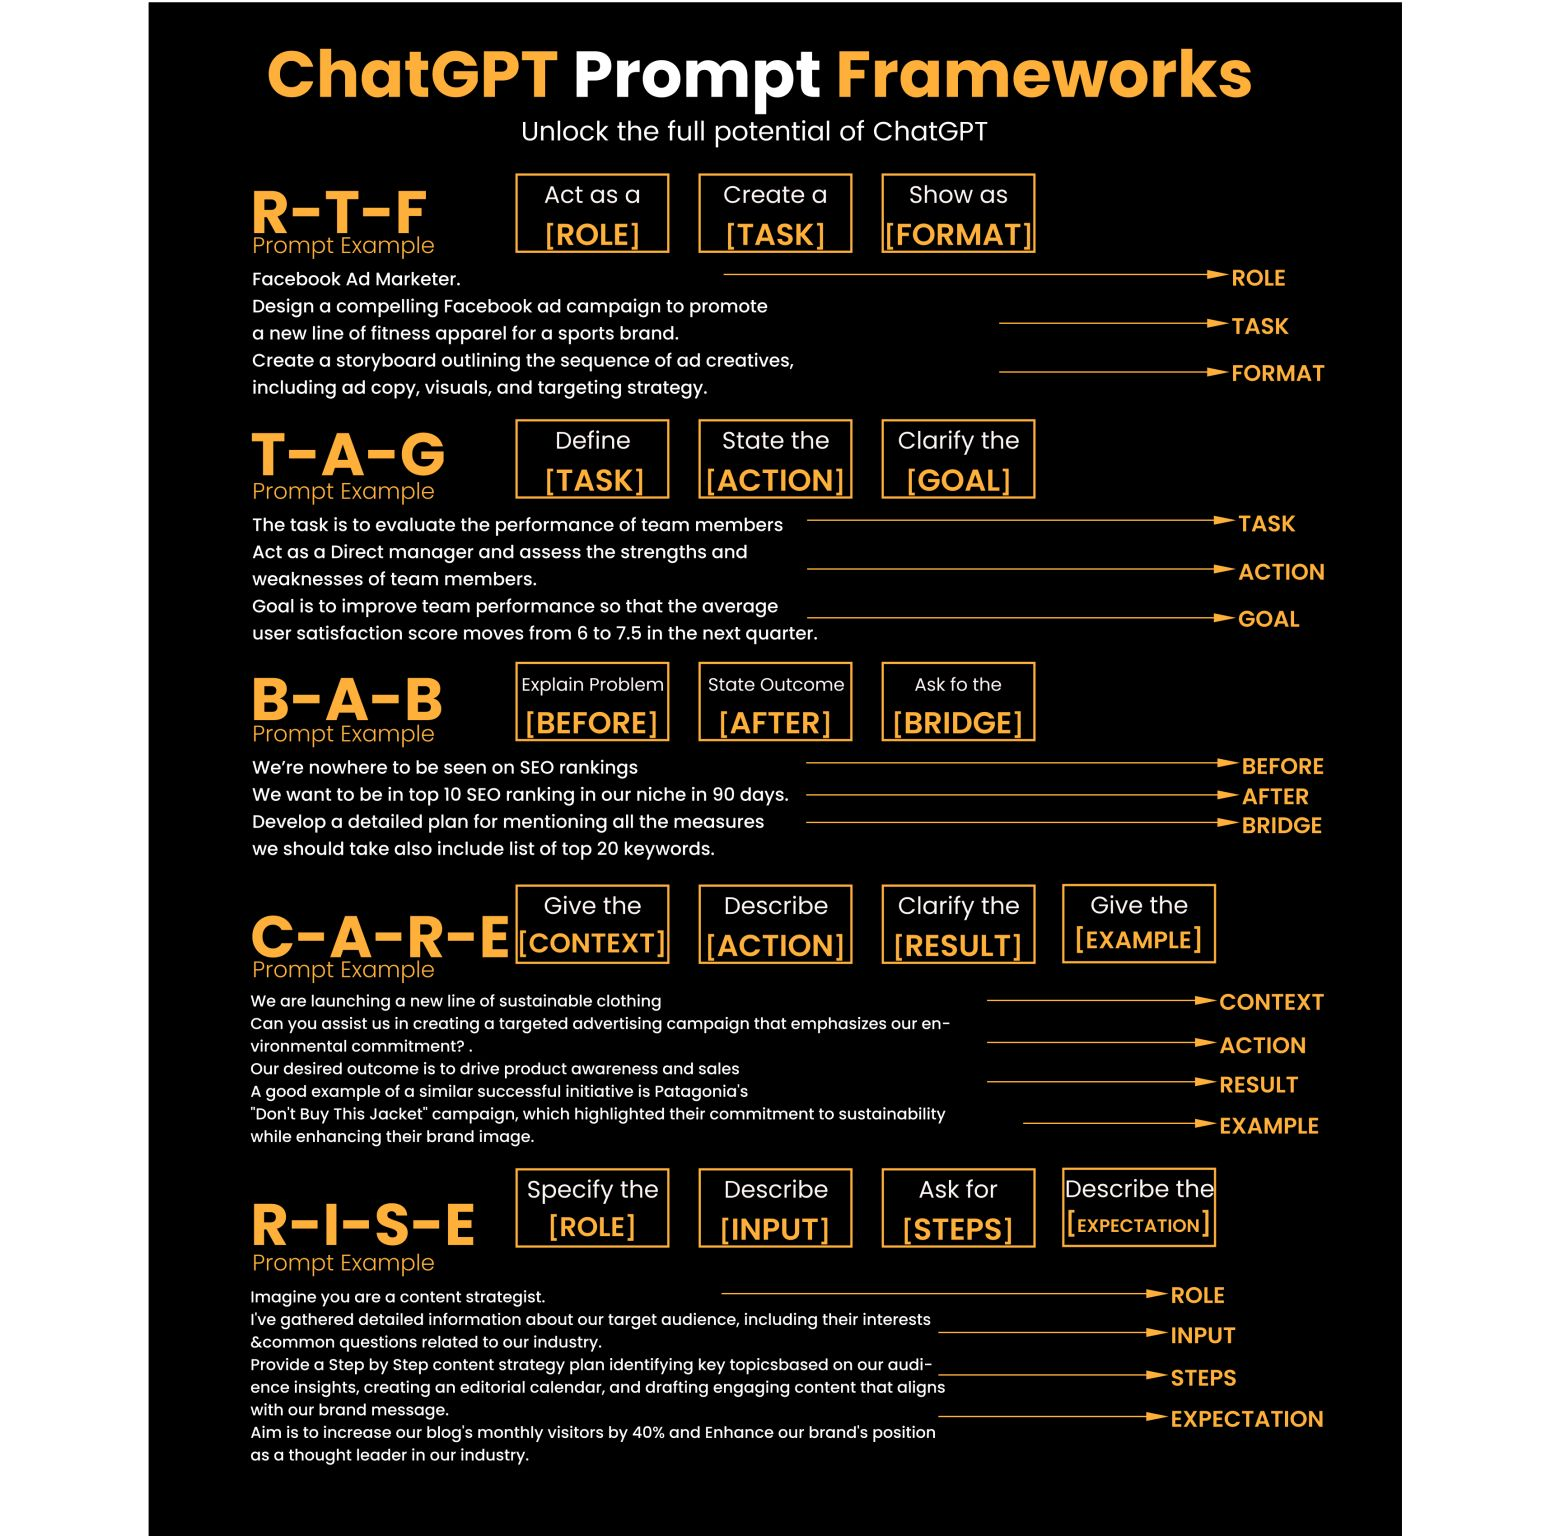 ChatGPT Prompt Frameworks
Unlock the full potential of ChatGPT
R-T-F
Prompt Example
Act as a
[ROLE]
Create a
[TASK]
Show as
[FORMAT]
Facebook Ad Marketer.
ROLE
Design a compelling Facebook ad campaign to promote
a new line of fitness apparel for a sports brand.
TASK
Create a storyboard outlining the sequence of ad creatives,
including ad copy, visuals, and targeting strategy.
FORMAT
T-A-G
Prompt Example
Define
[TASK]
State the
[ACTION]
Clarify the
[GOAL]
The task is to evaluate the performance of team members
TASK
Act as a Direct manager and assess the strengths and
weaknesses of team members.
ACTION
Goal is to improve team performance so that the average
user satisfaction score moves from 6 to 7.5 in the next quarter.
GOAL
B-A-B
Prompt Example
Explain Problem
[BEFORE]
State Outcome
[AFTER]
Ask fo the
[BRIDGE]
We’re nowhere to be seen on SEO rankings
BEFORE
We want to be in top 10 SEO ranking in our niche in 90 days.
AFTER
Develop a detailed plan for mentioning all the measures
we should take also include list of top 20 keywords.
BRIDGE
C-A-R-E
Prompt Example
Give the
[CONTEXT]
Describe
[ACTION]
Clarify the
[RESULT]
Give the
[EXAMPLE]
We are launching a new line of sustainable clothing
CONTEXT
Can you assist us in creating a targeted advertising campaign that emphasizes our en-
vironmental commitment? .
ACTION
Our desired outcome is to drive product awareness and sales
RESULT
A good example of a similar successful initiative is Patagonia's
"Don't Buy This Jacket" campaign, which highlighted their commitment to sustainability
while enhancing their brand image.
EXAMPLE
R-I-S-E
Prompt Example
Specify the
[ROLE]
Describe
[INPUT]
Ask for
[STEPS]
Describe the
[EXPECTATION]
Imagine you are a content strategist.
ROLE
I've gathered detailed information about our target audience, including their interests
&common questions related to our industry.
INPUT
Provide a Step by Step content strategy plan identifying key topicsbased on our audi-
ence insights, creating an editorial calendar, and drafting engaging content that aligns
with our brand message.
STEPS
Aim is to increase our blog's monthly visitors by 40% and Enhance our brand's position
as a thought leader in our industry.
EXPECTATION